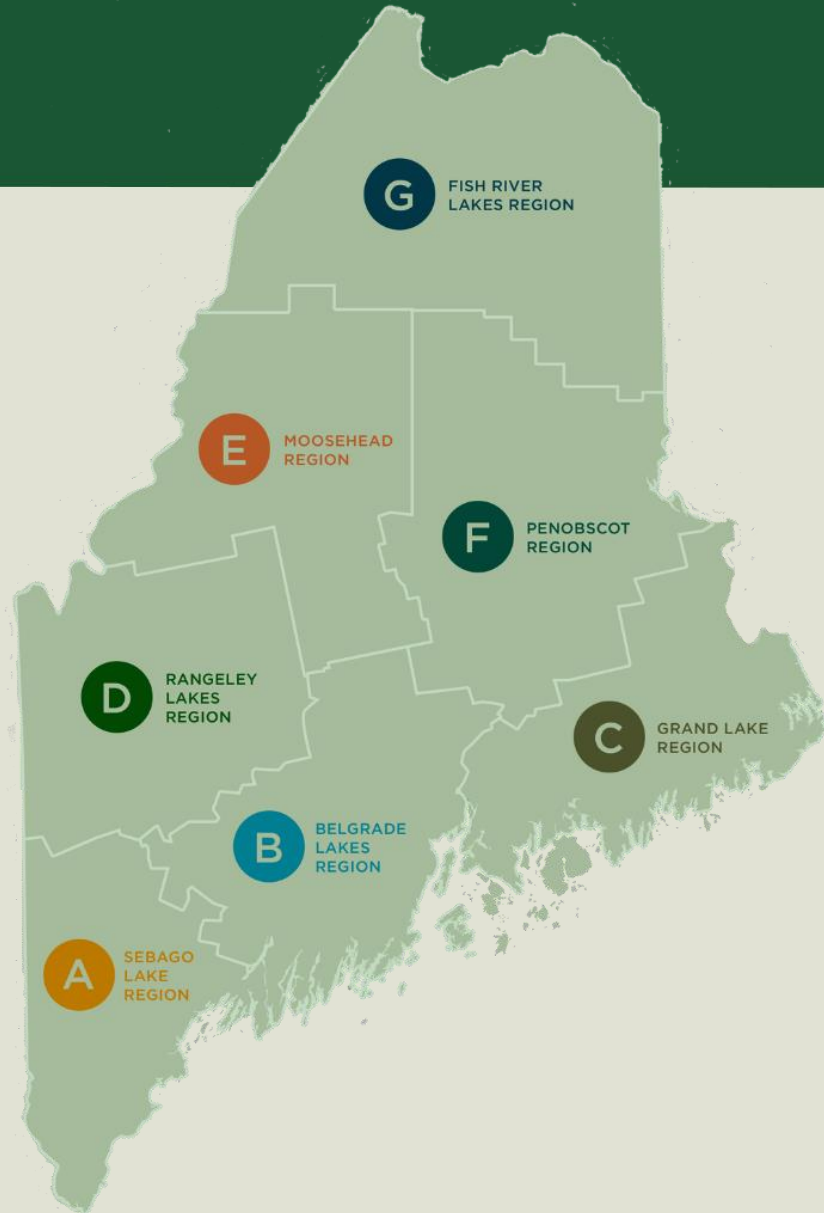 G
FISH RIVER
LAKES REGION
E
MOOSEHEAD
REGION
F
PENOBSCOT
REGION
D
RANGELEY
LAKES
REGION
C
GRAND LAKE
REGION
B
BELGRADE
LAKES
REGION
A
SEBAGO
LAKE
REGION